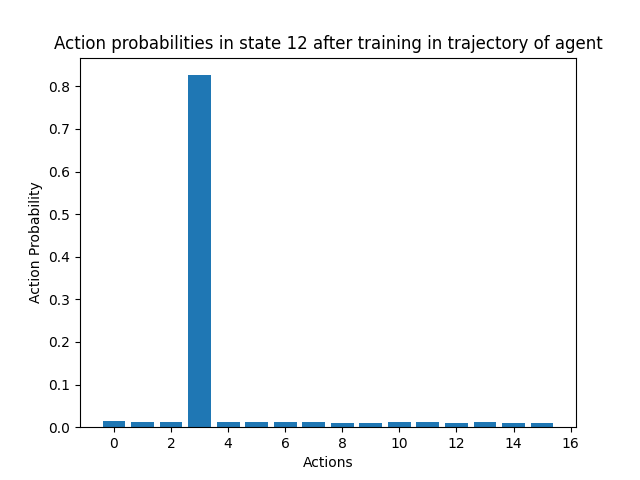 Action probabilities in state 12 after training in trajectory of agent
0.8
0.7
0.6
0.5
0.4
0.3
0.2
0.1
0.0
Action Probability
0 2 4 6 8 10 12 14 16
Actions